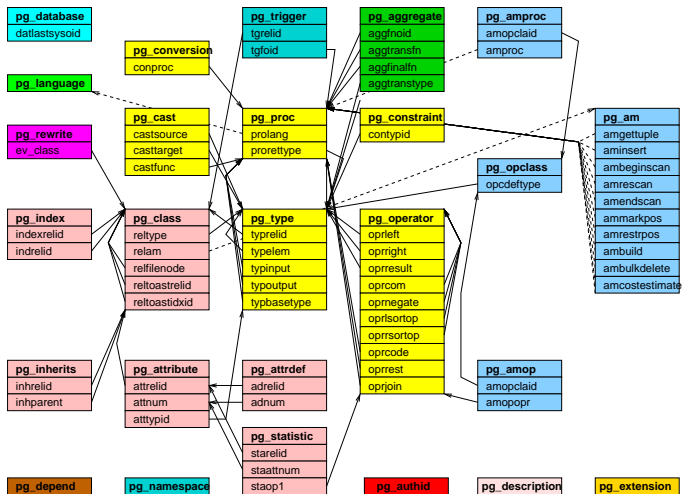 pg_database
datlastsysoid
pg_language
pg_rewrite
ev_class
pg_index
indexrelid
indrelid
pg_inherits
inhrelid
inhparent
pg_depend
pg_conversion
conproc
pg_cast
castsource
casttarget
castfunc
pg_class
reltype
relam
relfilenode
reltoastrelid
reltoastidxid
pg_attribute
attrelid
attnum
atttypid
pg_namespace
pg_trigger
tgrelid
tgfoid
pg_proc
prolang
prorettype
pg_type
typrelid
typelem
typinput
typoutput
typbasetype
pg_attrdef
adrelid
adnum
pg_statistic
starelid
staattnum
staop1
pg_aggregate
aggfnoid
aggtransfn
aggfinalfn
aggtranstype
pg_constraint
contypid
pg_operator
oprleft
oprright
oprresult
oprcom
oprnegate
oprlsortop
oprrsortop
oprcode
oprrest
oprjoin
pg_authid
pg_amproc
amopclaid
amproc
pg_opclass
opcdeftype
pg_amop
amopclaid
amopopr
pg_description
pg_am
amgettuple
aminsert
ambeginscan
amrescan
amendscan
ammarkpos
amrestrpos
ambuild
ambulkdelete
amcostestimate
pg_extension